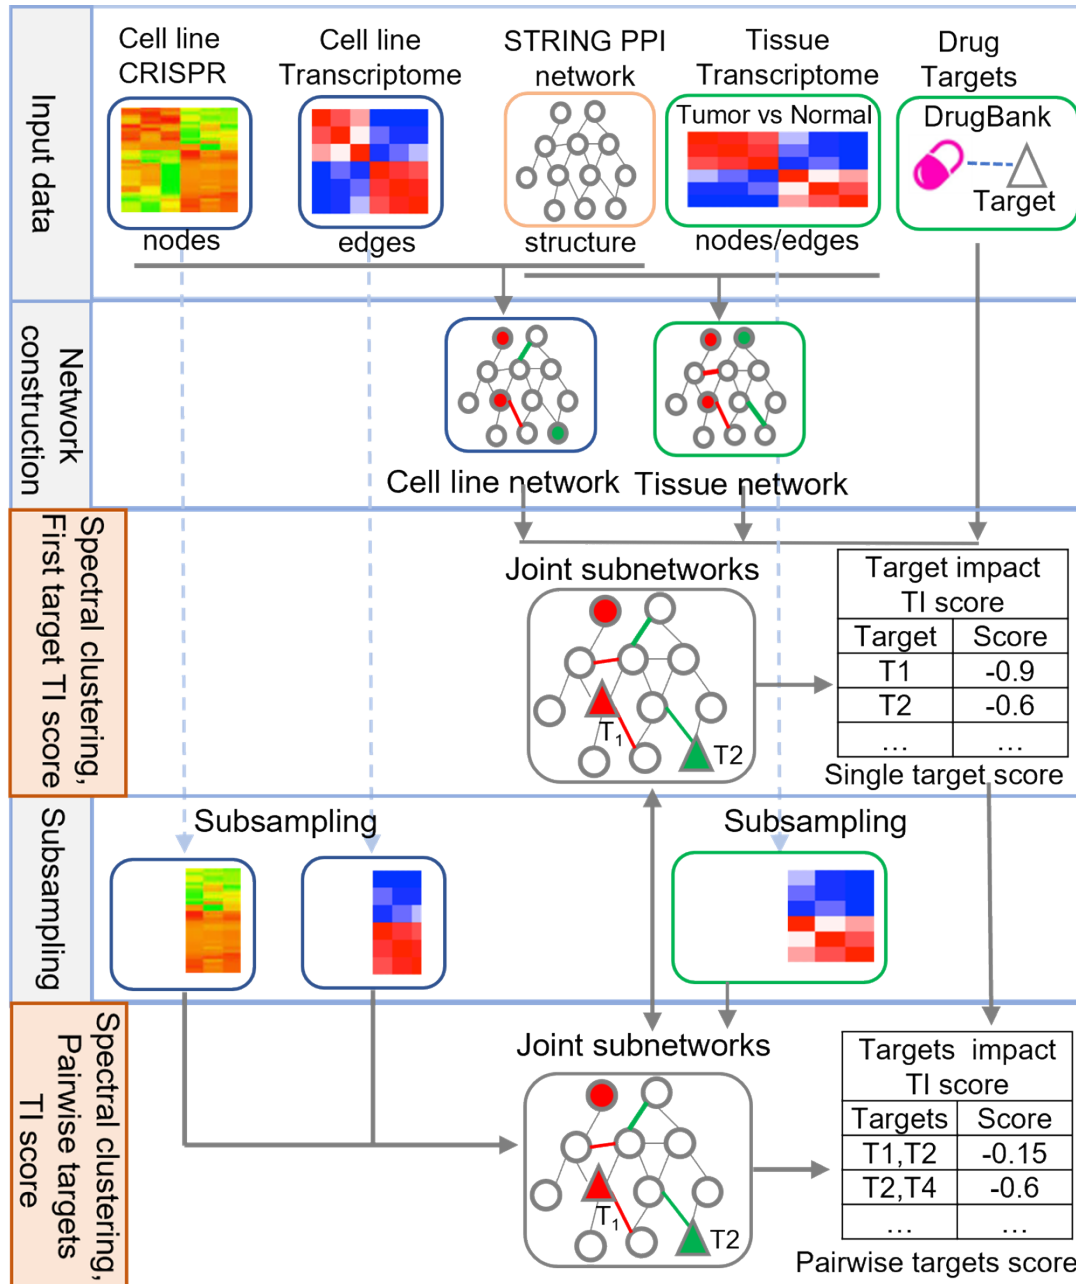 Input data
Cell line
CRISPR
nodes
Cell line
Transcriptome
edges
STRING PPI
network
structure
Tissue
Transcriptome
Tumor vs Normal
nodes/edges
Drug
Targets
DrugBank
Target
Network
construction
Cell line network
Tissue network
Spectral clustering,
First target TI score
Joint subnetworks
T1
T2
Target impact
TI score
Target Score
T1 -0.9
T2 -0.6
... ...
Single target score
Subsampling
Subsampling
Subsampling
Spectral clustering,
Pairwise targets
TI score
Joint subnetworks
T1
T2
Targets impact
TI score
Targets Score
T1,T2 -0.15
T2,T4 -0.6
... ...
Pairwise targets score